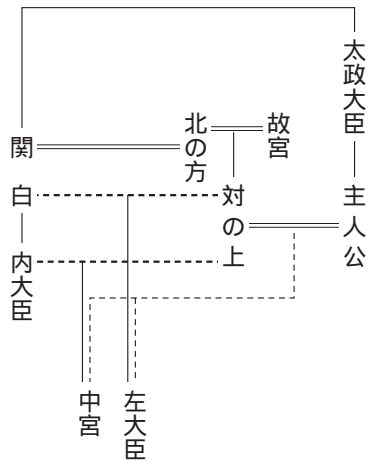 太政大臣
主人公
故宮
北の方
対の上
関白
内大臣
左大臣
中宮